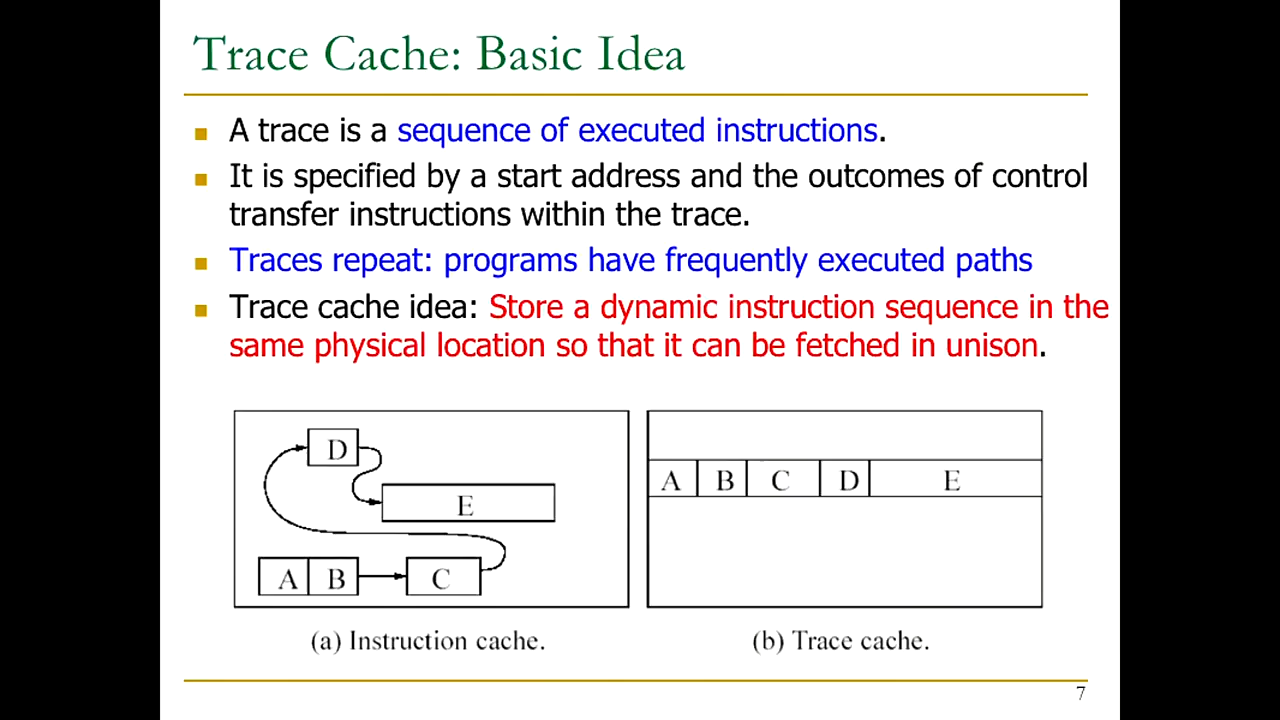 Trace Cache: Basic Idea
A trace is a sequence of executed instructions.
It is specified by a start address and the outcomes of control
transfer instructions within the trace.
Traces repeat: programs have frequently executed paths
Trace cache idea: Store a dynamic instruction sequence in the
same physical location so that it can be fetched in unison.
D
E
A B C
A B C D E
(a) Instruction cache.
(b) Trace cache.
7